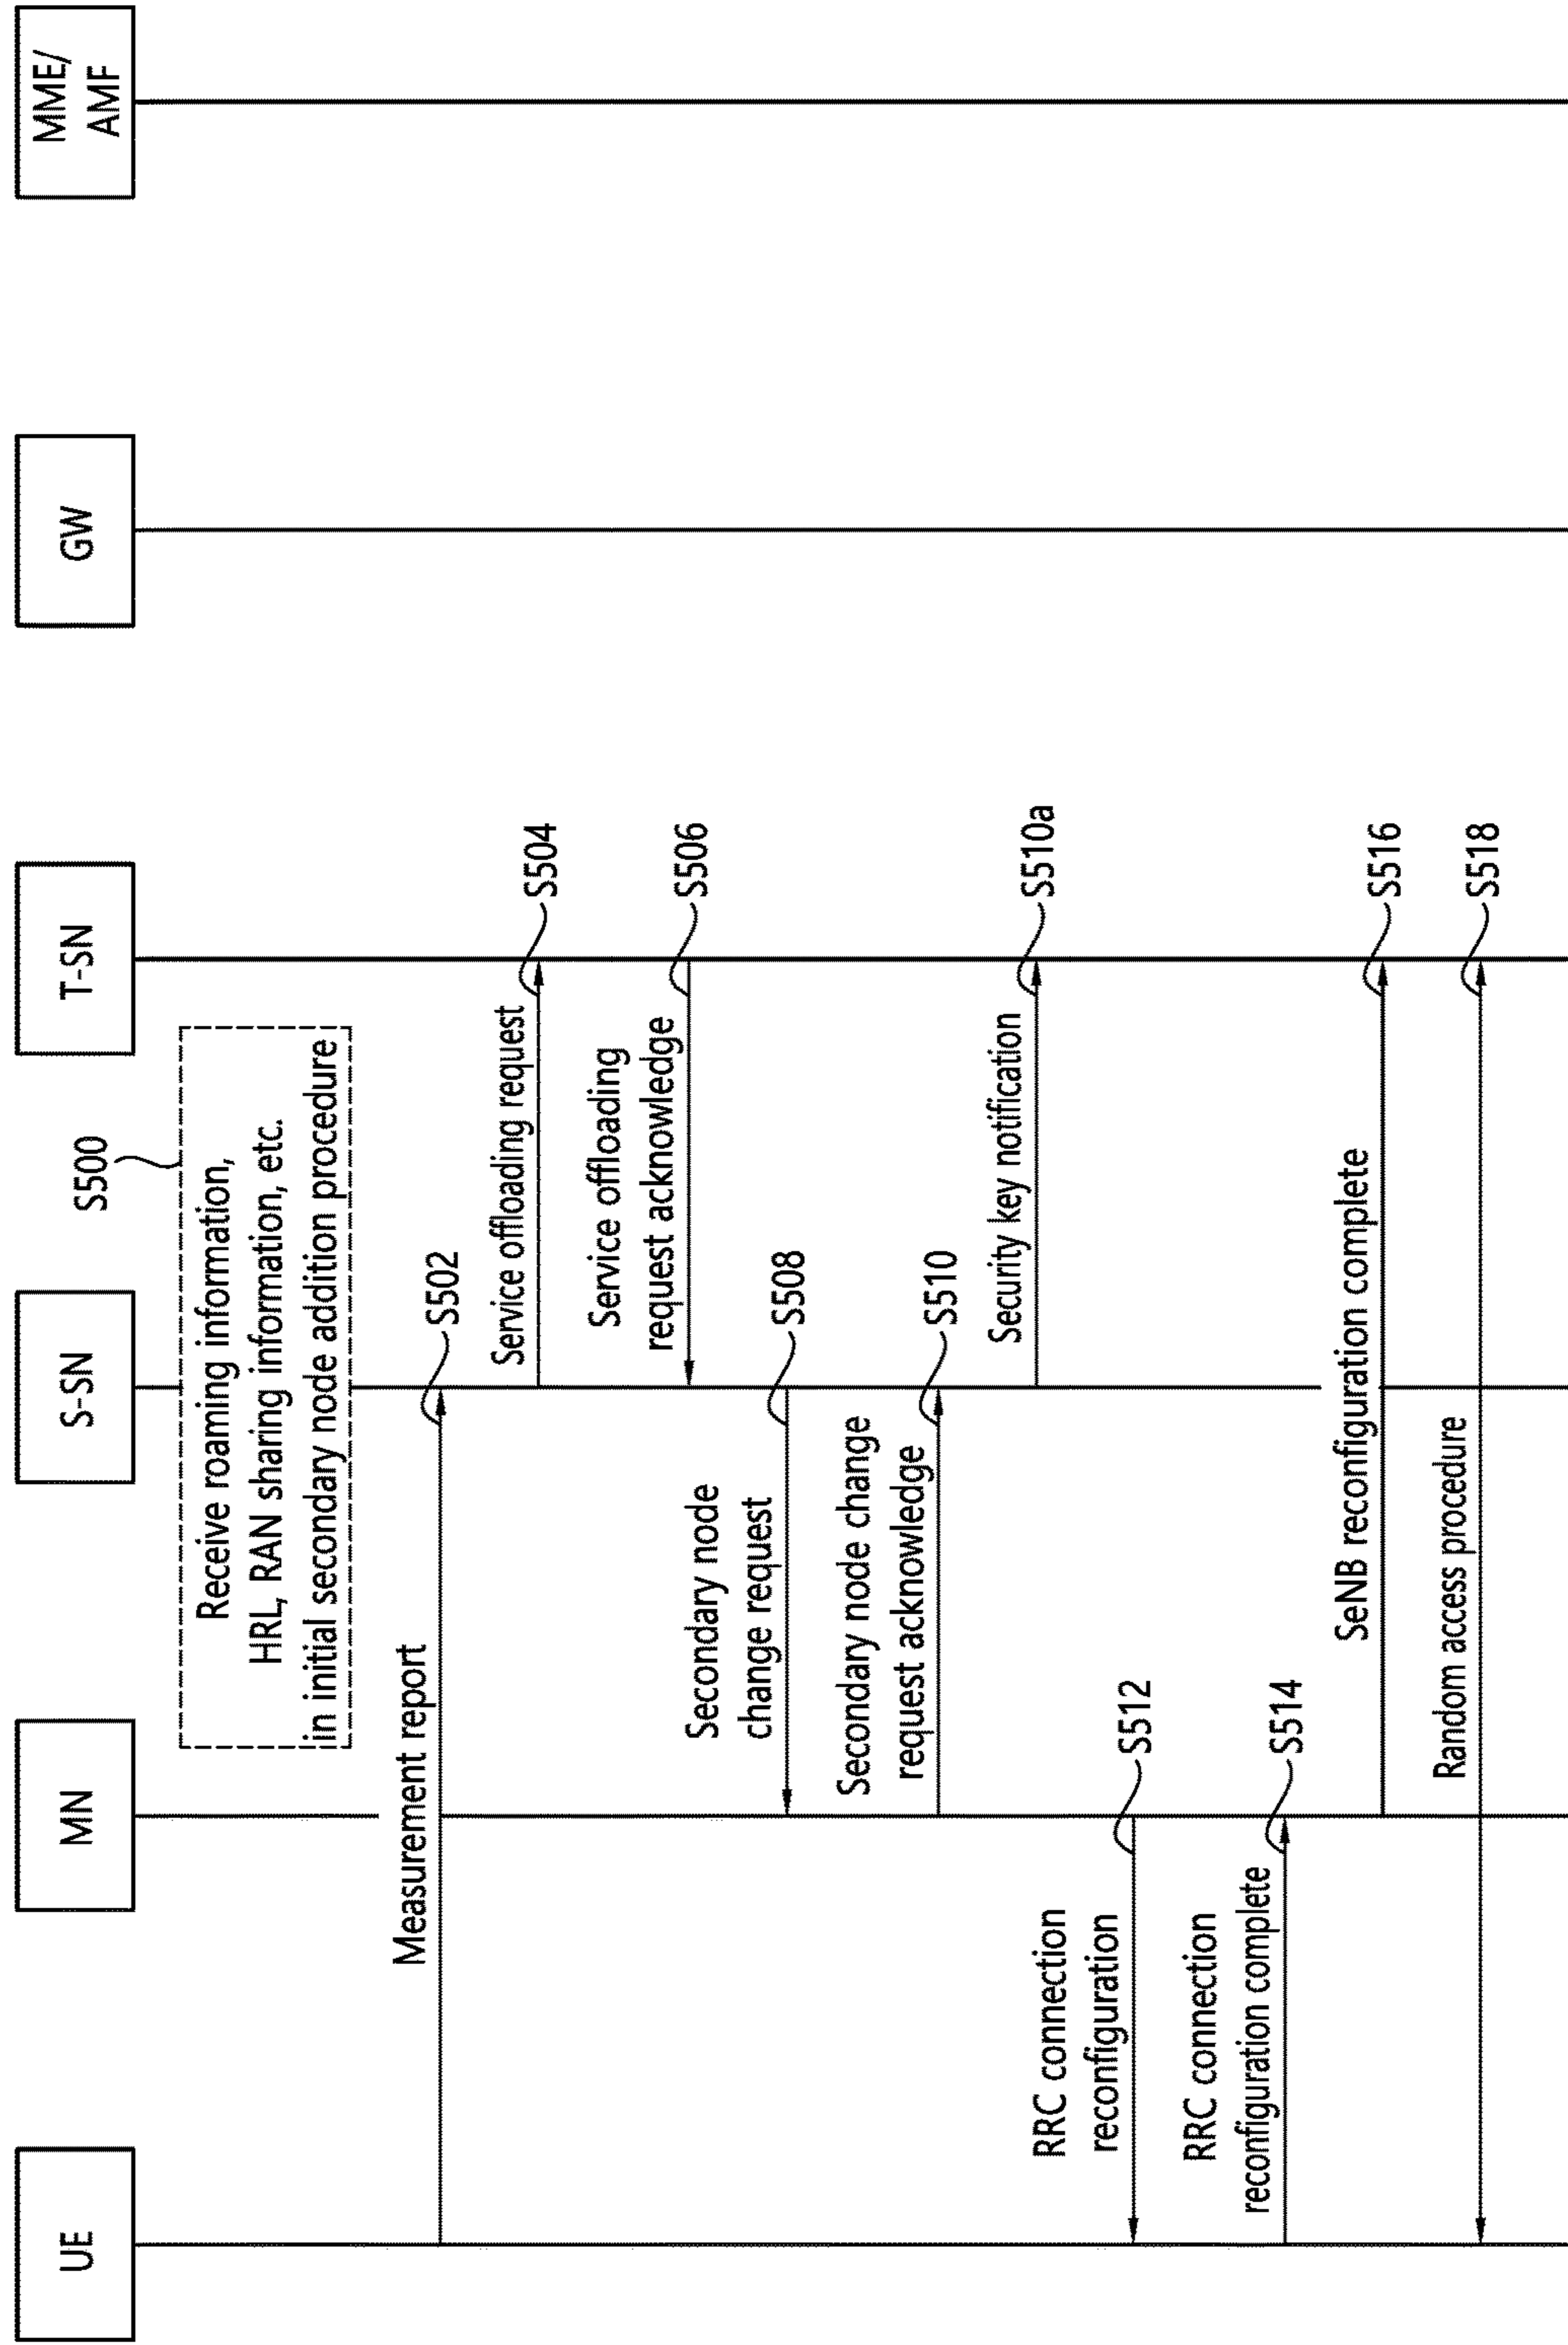 UE
MN
S-SN
T-SN
GW
MME/
AMF
S500
Receive roaming information,
HRL, RAN sharing information, etc.
in initial secondary node addition procedure
Measurement report
S502
Service offloading request
S504
Service offloading
request acknowledge
S506
Secondary node
change request
S508
Secondary node change
request acknowledge
S510
Security key notification
S510a
RRC connection
reconfiguration
S512
RRC connection
reconfiguration complete
S514
SeNB reconfiguration complete
S516
Random access procedure
S518